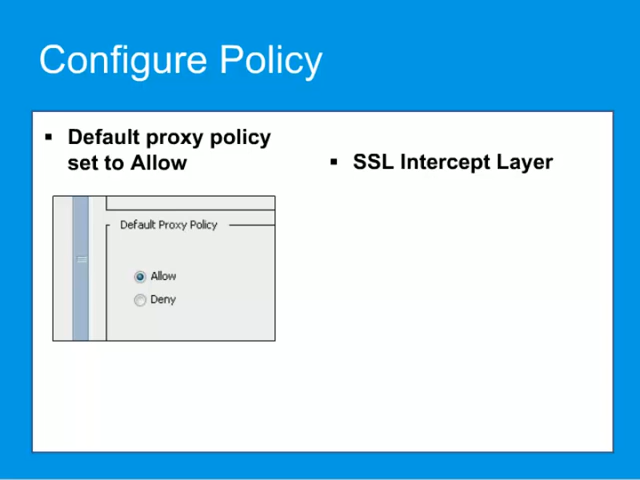 Configure Policy
▪ Default proxy policy
set to Allow
Default Proxy Policy
Allow
Deny
▪ SSL Intercept Layer